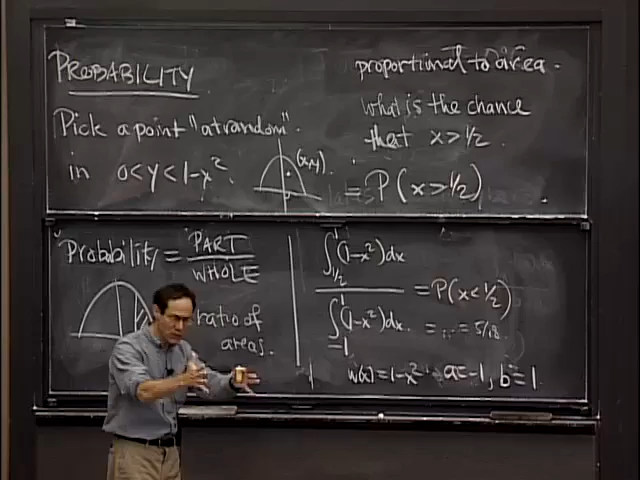 PROBABILITY
Pick a point "at random"
in 0<y<1-x².
(x,y)
proportional to area.
What is the chance
that x>1/2
= P(x>1/2)
Probability = PART
WHOLE
ratio of
areas.
∫ 1/2 1 (1-x²)dx
∫ -1 1 (1-x²)dx
= P(x<1/2)
= ... = 5/
w(x)=1-x² a=-1, b=1.